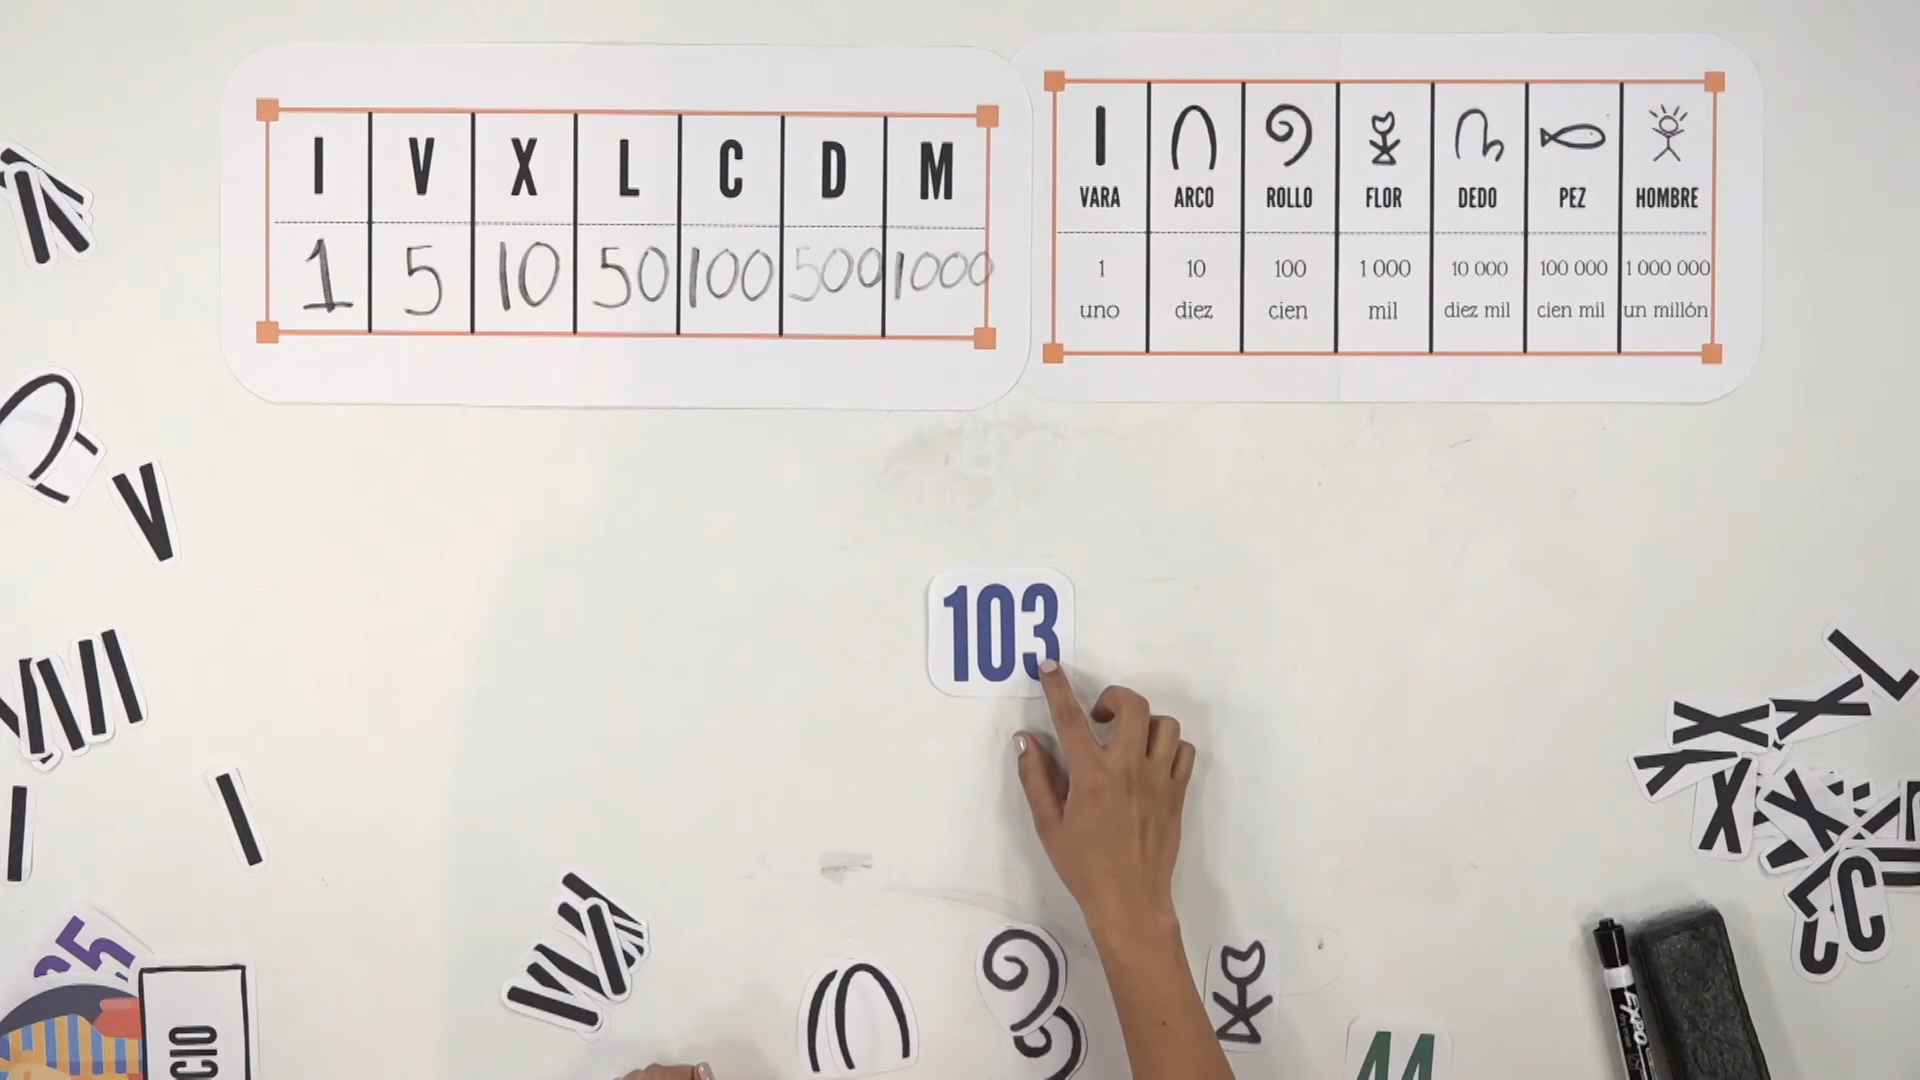 I V X L C D M
1 5 10 50 100 500 1000
VARA ARCO ROLLO FLOR DEDO PEZ HOMBRE
1 10 100 1 000 10 000 100 000 1 000 000
uno diez cien mil diez mil cien mil un millón
V
103
I
I
X
X
X
C
EXPO
44
CIO